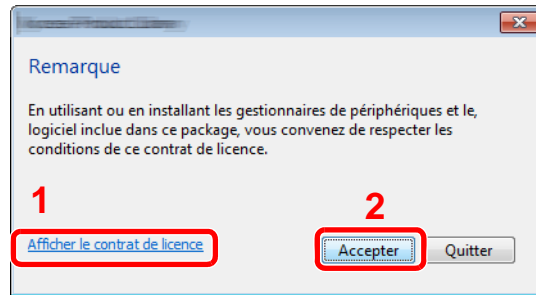 Remarque
En utilisant ou en installant les gestionnaires de périphériques et le,
logiciel inclue dans ce package, vous convenez de respecter les
conditions de ce contrat de licence.
1
2
Afficher le contrat de licence
Accepter
Quitter